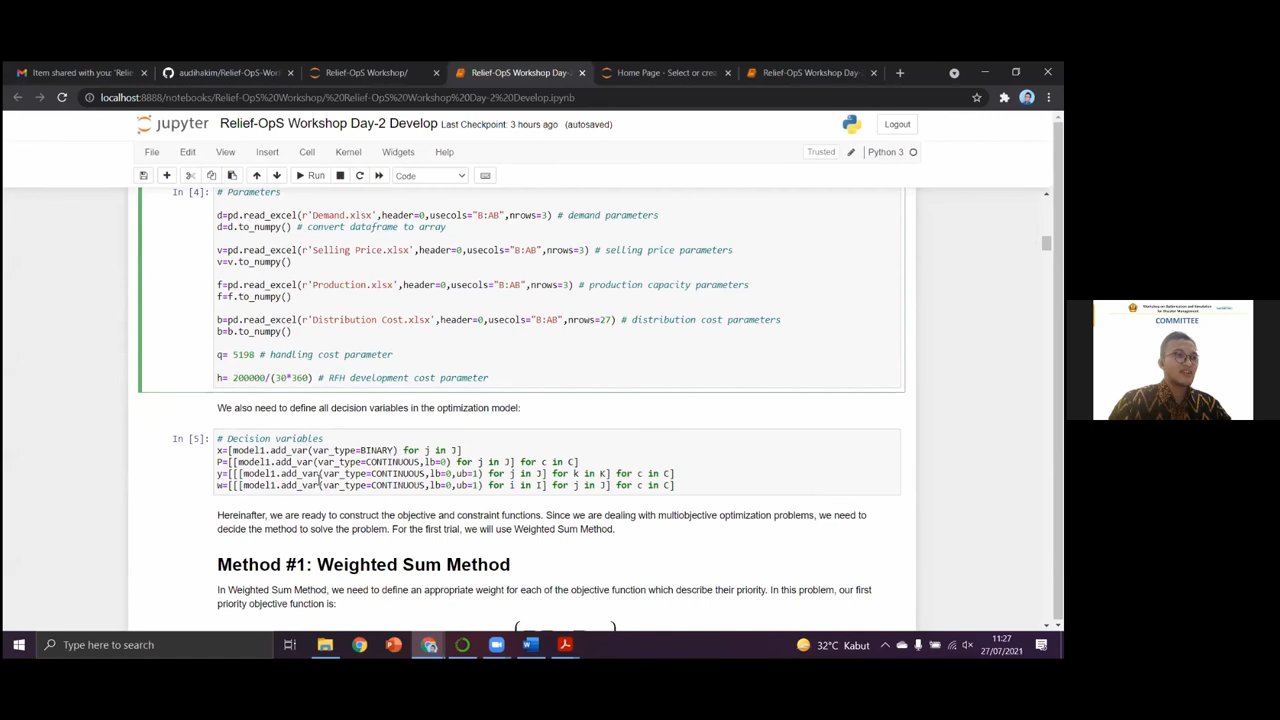 Item shared with you: 'Relie
audihakim/Relief-OpS-Work
Relief-OpS Workshop/
Relief-OpS Workshop Day-2
Home Page - Select or crea
Relief-OpS Workshop Day-
localhost:8888/notebooks/Relief-OpS%20Workshop/%20Relief-OpS%20Workshop%20Day-2%20Develop.ipynb
jupyter Relief-OpS Workshop Day-2 Develop Last Checkpoint: 3 hours ago (autosaved)
Logout
File Edit View Insert Cell Kernel Widgets Help
Trusted
Python 3
Run
Code
In [4]:
# Parameters
d=pd.read_excel(r'Demand.xlsx',header=0,usecols="B:AB",nrows=3) # demand parameters
d=d.to_numpy() # convert dataframe to array
v=pd.read_excel(r'Selling Price.xlsx',header=0,usecols="B:AB",nrows=3) # selling price parameters
v=v.to_numpy()
f=pd.read_excel(r'Production.xlsx',header=0,usecols="B:AB",nrows=3) # production capacity parameters
f=f.to_numpy()
b=pd.read_excel(r'Distribution Cost.xlsx',header=0,usecols="B:AB",nrows=27) # distribution cost parameters
b=b.to_numpy()
q= 5198 # handling cost parameter
h= 200000/(30*360) # RFH development cost parameter
We also need to define all decision variables in the optimization model:
In [5]:
# Decision variables
x=[model1.add_var(var_type=BINARY) for j in J]
P=[[model1.add_var(var_type=CONTINUOUS,lb=0) for j in J] for c in C]
y=[[[model1.add_var(var_type=CONTINUOUS,lb=0,ub=1) for j in J] for k in K] for c in C]
w=[[[model1.add_var(var_type=CONTINUOUS,lb=0,ub=1) for i in I] for j in J] for c in C]
Hereinafter, we are ready to construct the objective and constraint functions. Since we are dealing with multiobjective optimization problems, we need to
decide the method to solve the problem. For the first trial, we will use Weighted Sum Method.
Method #1: Weighted Sum Method
In Weighted Sum Method, we need to define an appropriate weight for each of the objective function which describe their priority. In this problem, our first
priority objective function is:
Workshop on Optimization and Simulation
for Disaster Management
COMMITTEE
Type here to search
32°C Kabut
11:27
27/07/2021